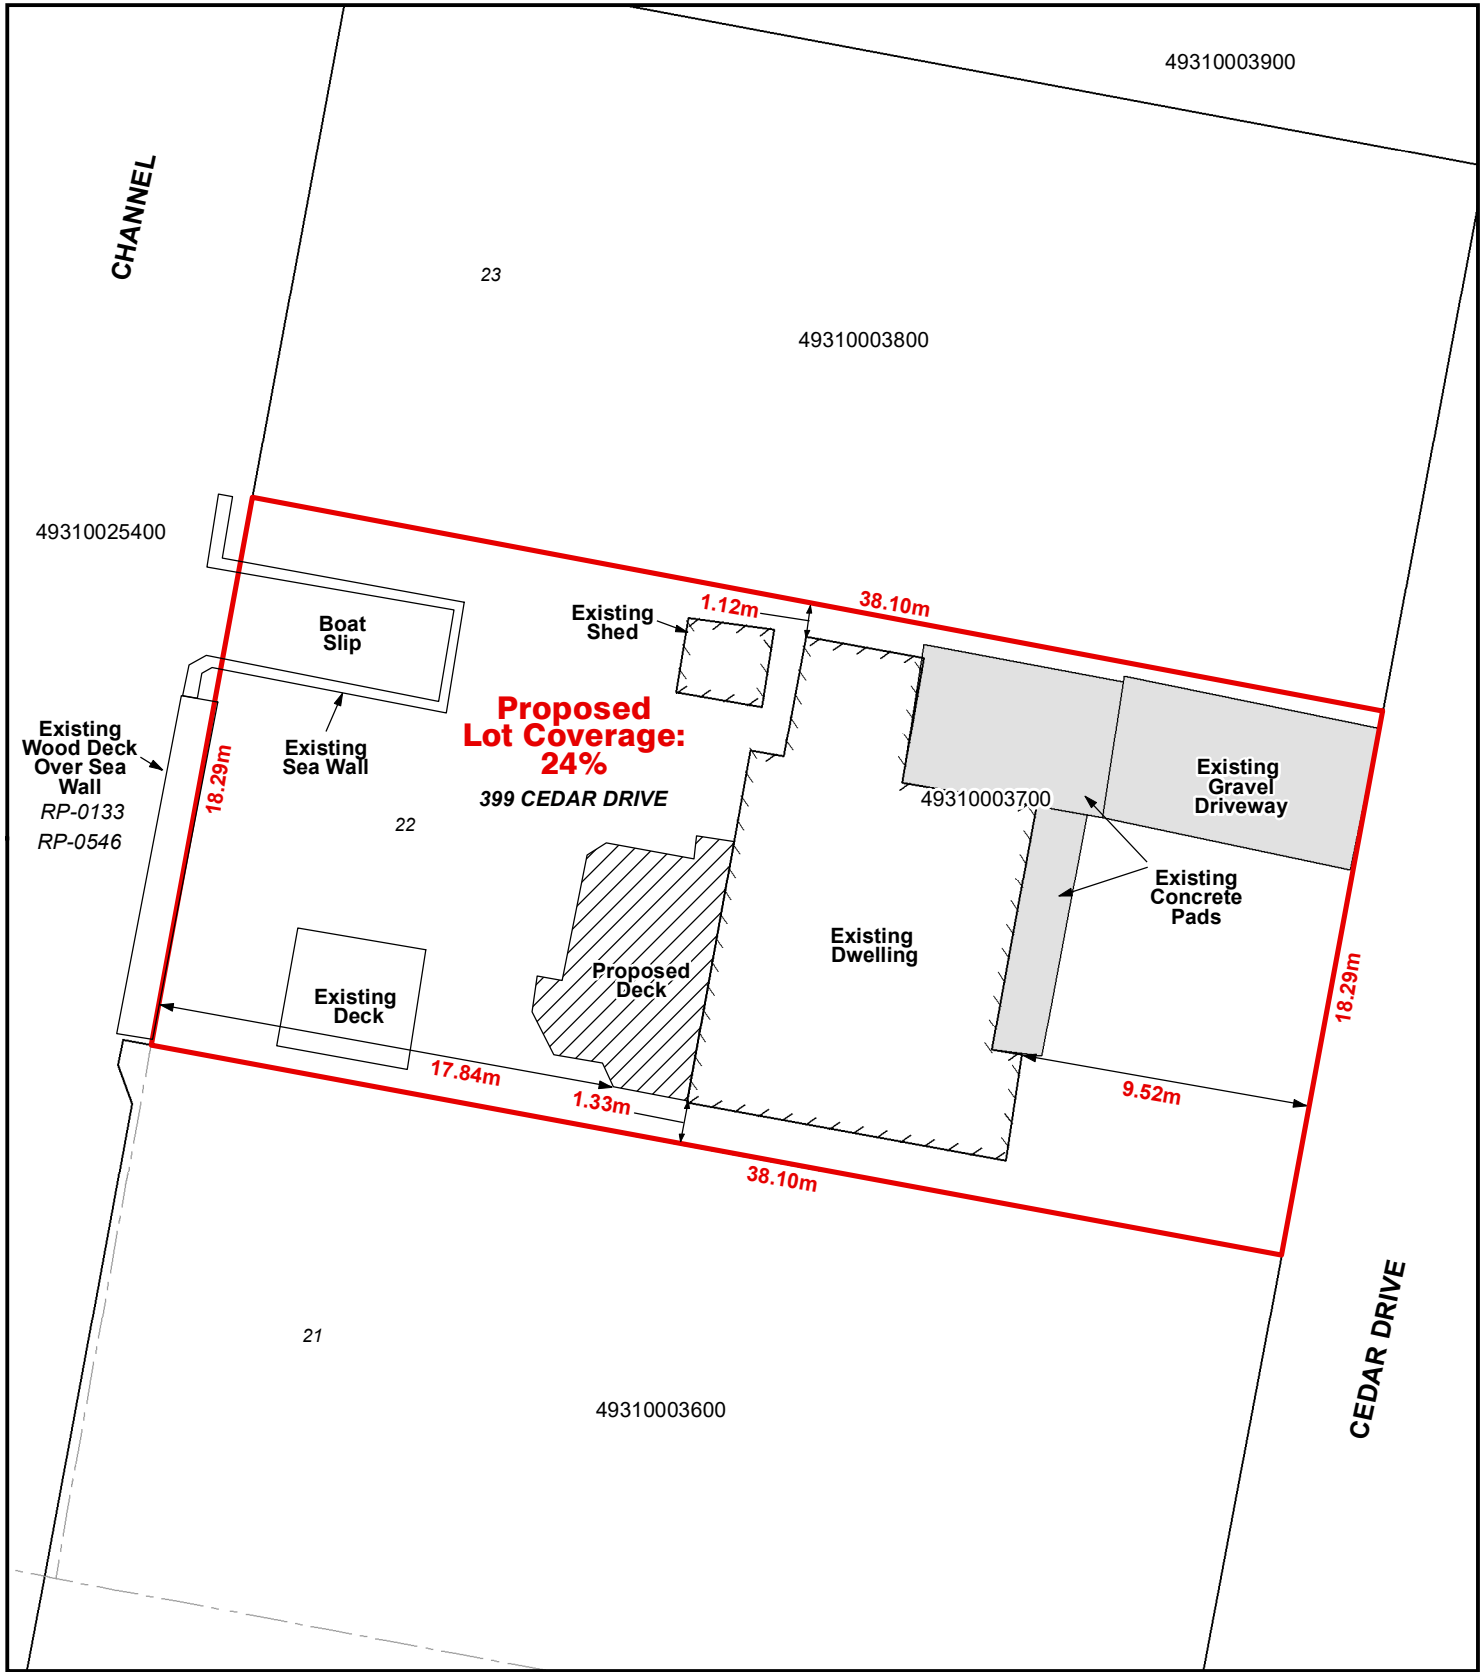 49310003900
CHANNEL
23
49310003800
49310025400
38.10m
1.12m
Existing
Shed
Boat
Slip
Proposed
Lot Coverage:
24%
399 CEDAR DRIVE
Existing
Wood Deck
Over Sea
Wall
RP-0133
RP-0546
18.29m
Existing
Sea Wall
22
49310003700
Existing
Gravel
Driveway
Existing
Concrete
Pads
Existing
Dwelling
Proposed
Deck
Existing
Deck
18.29m
17.84m
1.33m
9.52m
38.10m
CEDAR DRIVE
21
49310003600